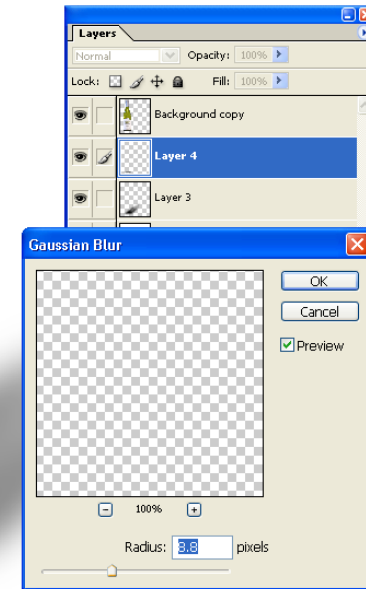 Layers
Normal Opacity: 100%
Lock: Fill: 100%
Background copy
Layer 4
Layer 3
Gaussian Blur
OK
Cancel
Preview
100%
Radius: 3.8 pixels